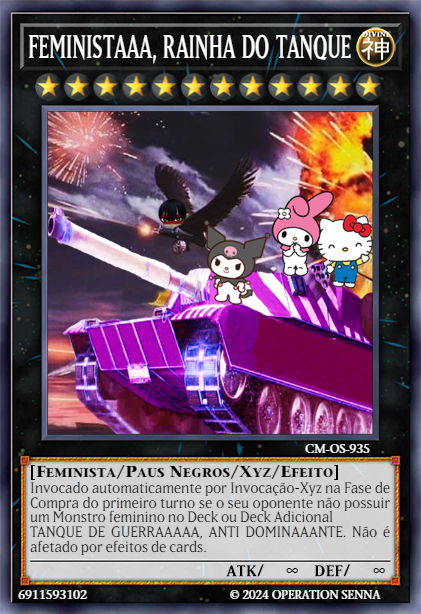 FEMINISTAAA, RAINHA DO TANQUE
DIVINE
神
CM-OS-935
[Feminista/Paus Negros/Xyz/Efeito]
Invocado automaticamente por Invocação-Xyz na Fase de
Compra do primeiro turno se o seu oponente não possuir
um Monstro feminino no Deck ou Deck Adicional
TANQUE DE GUERRAAAAA, ANTI DOMINAAANTE. Não é
afetado por efeitos de cards.
ATK/ ∞ DEF/ ∞
6911593102 © 2024 OPERATION SENNA